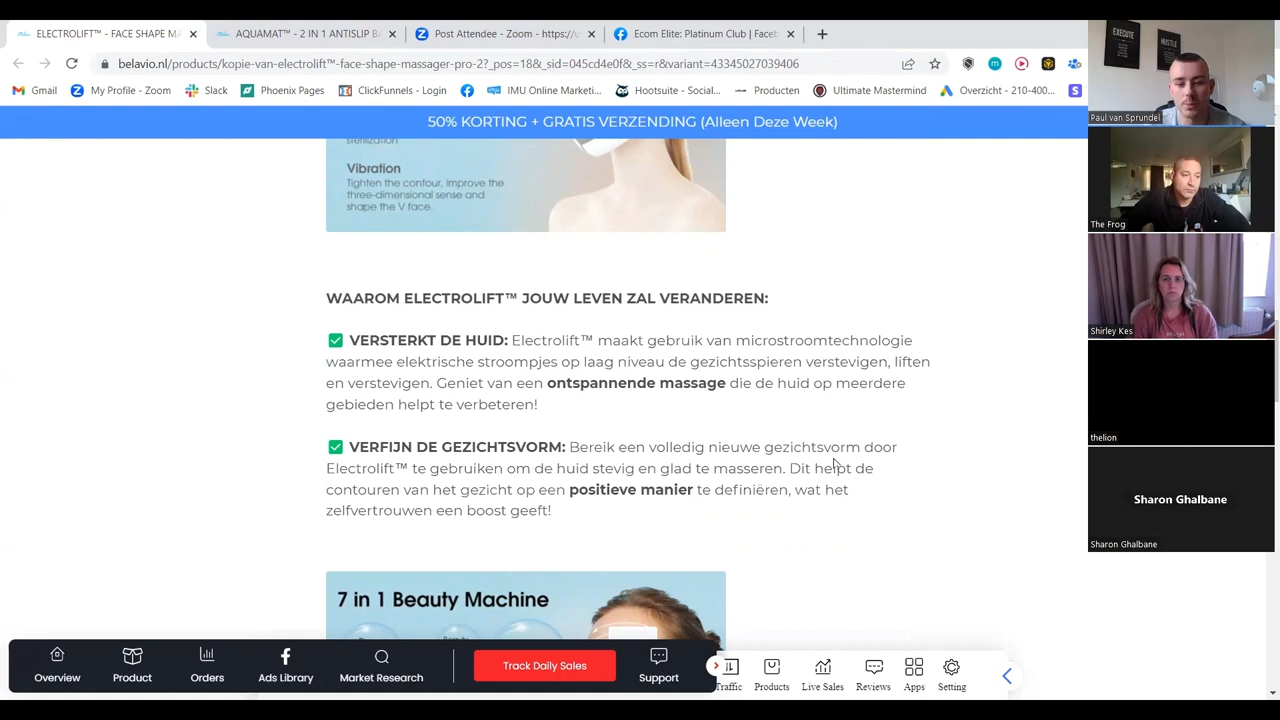 ELECTROLIFT™ - FACE SHAPE MA
AQUAMAT™ - 2 IN 1 ANTISLIP BA
Post Attendee - Zoom - https://u
Ecom Elite: Platinum Club | Faceb
belavio.nl/products/kopie-van-electrolift™-face-shape-massager-pro-2?_pos=18&_sid=045cd4e0f&_ss=r&variant=43345027039406
Gmail
My Profile - Zoom
Slack
Phoenix Pages
ClickFunnels - Login
IMU Online Marketi...
Hootsuite - Social...
Producten
Ultimate Mastermind
Overzicht - 210-400...
50% KORTING + GRATIS VERZENDING (Alleen Deze Week)
sterilization
Vibration
Tighten the contour, improve the
three-dimensional sense and
shape the V face.
WAAROM ELECTROLIFT™ JOUW LEVEN ZAL VERANDEREN:
VERSTERKT DE HUID: Electrolift™ maakt gebruik van microstroomtechnologie
waarmee elektrische stroompjes op laag niveau de gezichtsspieren verstevigen, liften
en verstevigen. Geniet van een ontspannende massage die de huid op meerdere
gebieden helpt te verbeteren!
VERFIJN DE GEZICHTSVORM: Bereik een volledig nieuwe gezichtsvorm door
Electrolift™ te gebruiken om de huid stevig en glad te masseren. Dit helpt de
contouren van het gezicht op een positieve manier te definiëren, wat het
zelfvertrouwen een boost geeft!
7 in 1 Beauty Machine
Overview
Product
Orders
Ads Library
Market Research
Track Daily Sales
Support
Traffic
Products
Live Sales
Reviews
Apps
Setting
EXECUTE
HUSTLE
Paul van Sprundel
The Frog
Shirley Kes
thelion
Sharon Ghalbane
Sharon Ghalbane